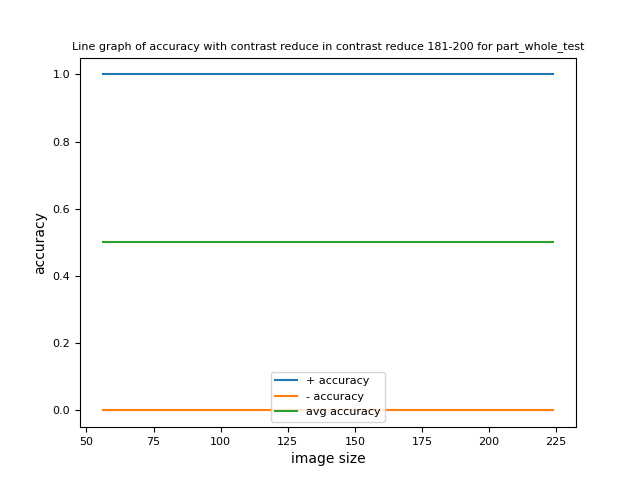 Line graph of accuracy with contrast reduce in contrast reduce 181-200 for part_whole_test
1.0
0.8
0.6
0.4
0.2
0.0
accuracy
+ accuracy
- accuracy
avg accuracy
50 75 100 125 150 175 200 225
image size